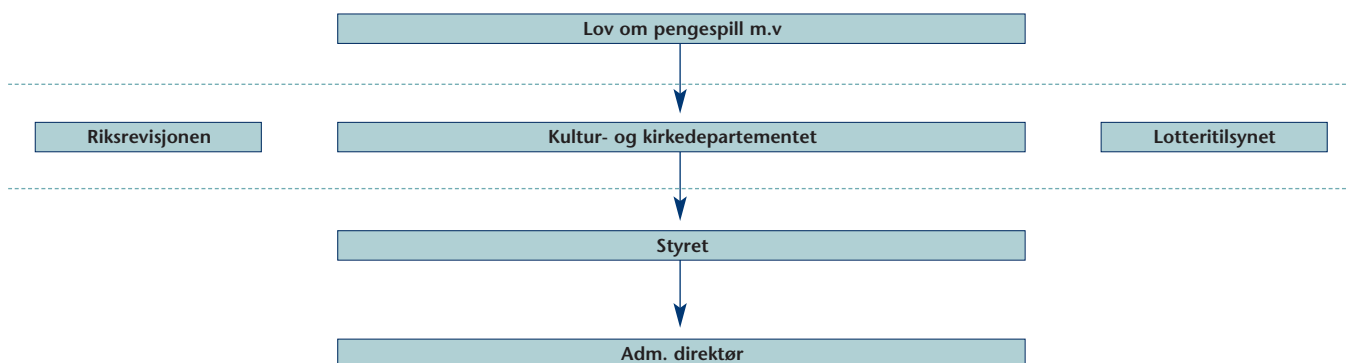 Lov om pengespill m.v
Riksrevisjonen
Kultur- og kirkedepartementet
Lotteritilsynet
Styret
Adm. direktør